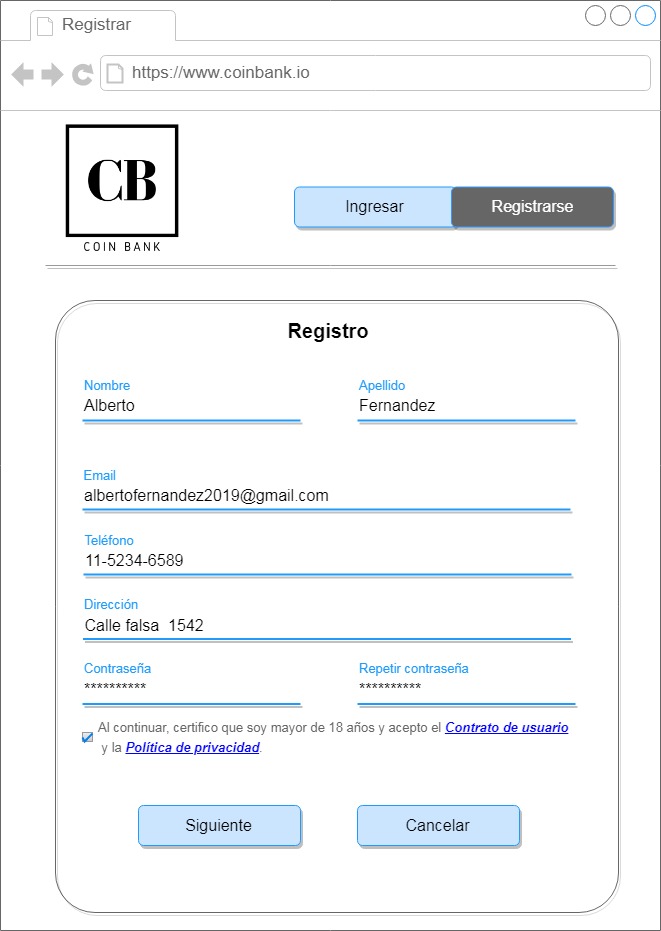 Registrar
https://www.coinbank.io
CB
COIN BANK
Ingresar Registrarse
Registro
Nombre Apellido
Alberto Fernandez
Email
albertofernandez2019@gmail.com
Teléfono
11-5234-6589
Dirección
Calle falsa 1542
Contraseña Repetir contraseña
********** **********
Al continuar, certifico que soy mayor de 18 años y acepto el Contrato de usuario
y la Política de privacidad.
Siguiente Cancelar